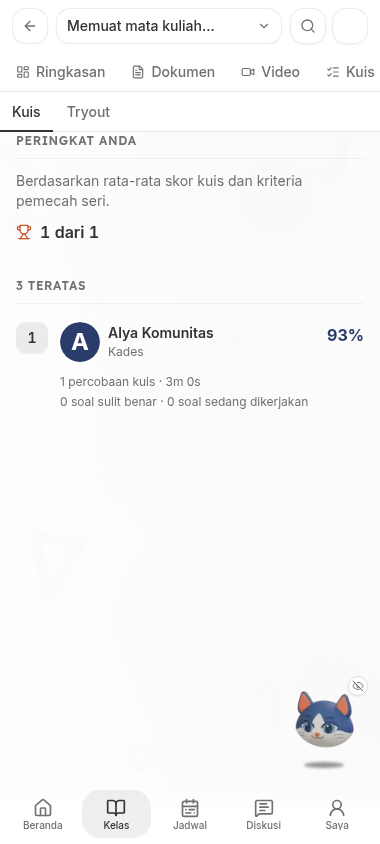 Memuat mata kuliah...
Ringkasan
Dokumen
Video
Kuis
Kuis
Tryout
PERINGKAT ANDA
Berdasarkan rata-rata skor kuis dan kriteria
pemecah seri.
1 dari 1
3 TERATAS
1
A
Alya Komunitas
93%
Kades
1 percobaan kuis · 3m 0s
0 soal sulit benar · 0 soal sedang dikerjakan
Beranda
Kelas
Jadwal
Diskusi
Saya